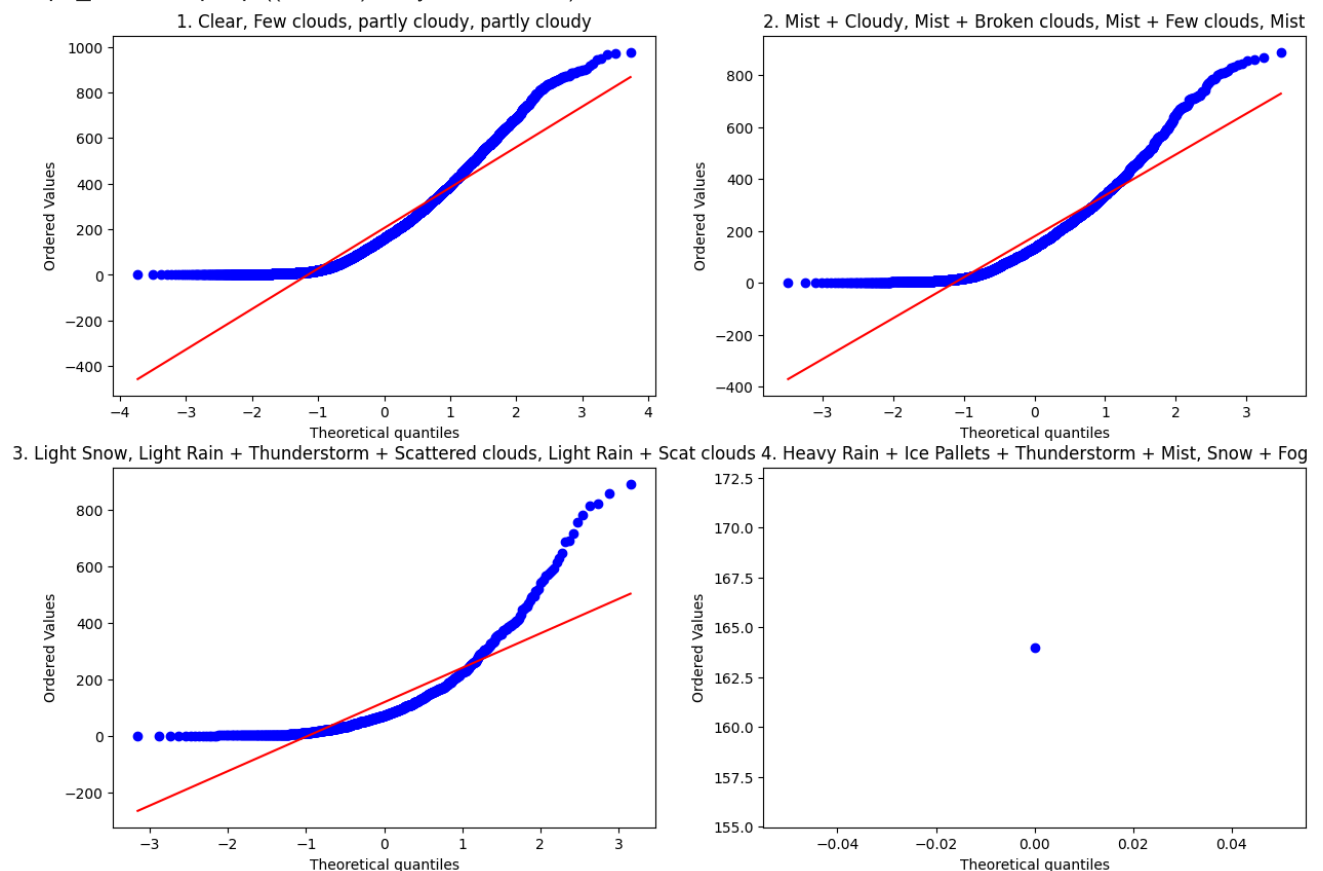 1. Clear, Few clouds, partly cloudy, partly cloudy
1000
800
600
400
200
0
−200
−400
Ordered Values
−4 −3 −2 −1 0 1 2 3 4
Theoretical quantiles
2. Mist + Cloudy, Mist + Broken clouds, Mist + Few clouds, Mist
800
600
400
200
0
−200
−400
Ordered Values
−3 −2 −1 0 1 2 3
Theoretical quantiles
3. Light Snow, Light Rain + Thunderstorm + Scattered clouds, Light Rain + Scat clouds
800
600
400
200
0
−200
Ordered Values
−3 −2 −1 0 1 2 3
Theoretical quantiles
4. Heavy Rain + Ice Pallets + Thunderstorm + Mist, Snow + Fog
172.5
170.0
167.5
165.0
162.5
160.0
157.5
155.0
Ordered Values
−0.04 −0.02 0.00 0.02 0.04
Theoretical quantiles